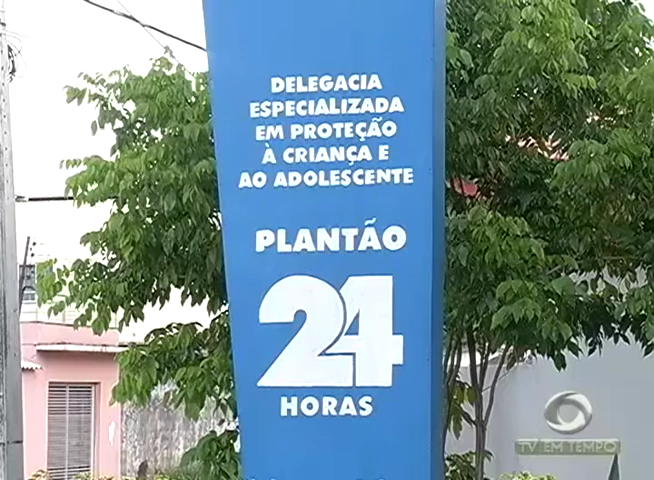 DELEGACIA
ESPECIALIZADA
EM PROTEÇÃO
À CRIANÇA E
AO ADOLESCENTE
PLANTÃO
24
HORAS
TV EM TEMPO